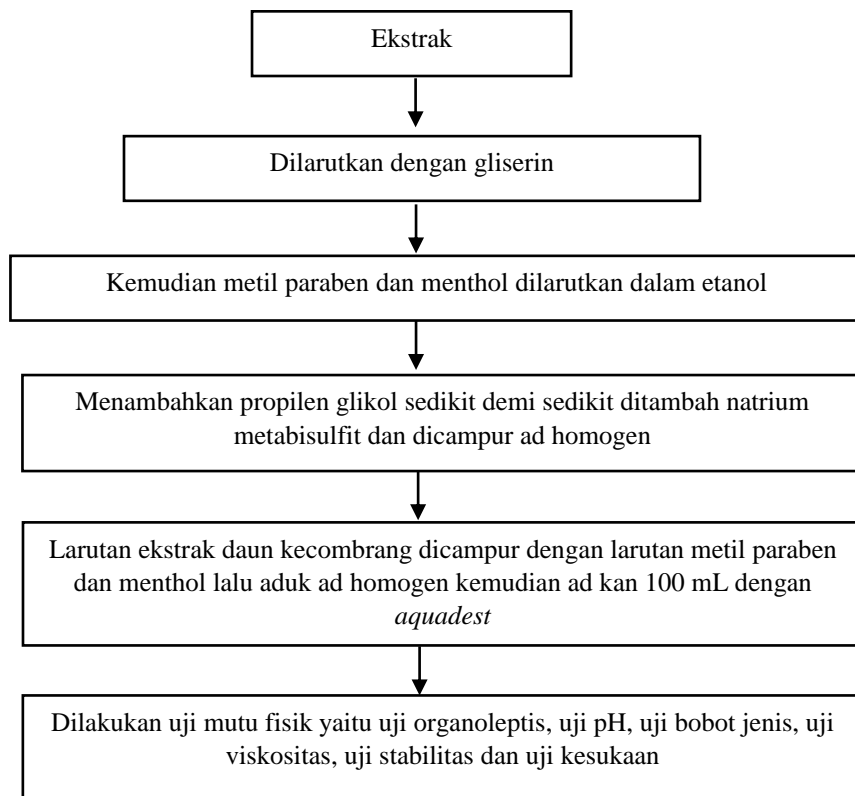 Ekstrak
Dilarutkan dengan gliserin
Kemudian metil paraben dan menthol dilarutkan dalam etanol
Menambahkan propilen glikol sedikit demi sedikit ditambah natrium
metabisulfit dan dicampur ad homogen
Larutan ekstrak daun kecombrang dicampur dengan larutan metil paraben
dan menthol lalu aduk ad homogen kemudian ad kan 100 mL dengan
aquadest
Dilakukan uji mutu fisik yaitu uji organoleptis, uji pH, uji bobot jenis, uji
viskositas, uji stabilitas dan uji kesukaan